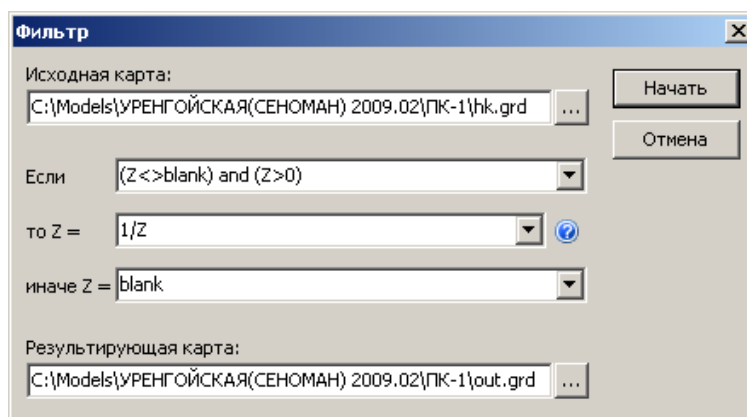 Фильтр
Исходная карта:
C:\Models\УРЕНГОЙСКАЯ(СЕНОМАН) 2009.02\ПК-1\hk.grd ...
Начать
Отмена
Если (Z<>blank) and (Z>0)
то Z = 1/Z
иначе Z = blank
Результирующая карта:
C:\Models\УРЕНГОЙСКАЯ(СЕНОМАН) 2009.02\ПК-1\out.grd ...